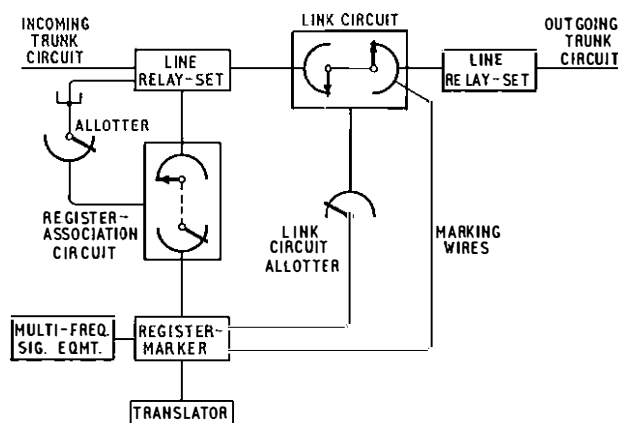 INCOMING
TRUNK
CIRCUIT
LINE
RELAY-SET
LINK CIRCUIT
LINE
RELAY-SET
OUTGOING
TRUNK
CIRCUIT
ALLOTTER
REGISTER-
ASSOCIATION
CIRCUIT
LINK
CIRCUIT
ALLOTTER
MARKING
WIRES
MULTI-FREQ.
SIG. EQMT.
REGISTER-
MARKER
TRANSLATOR